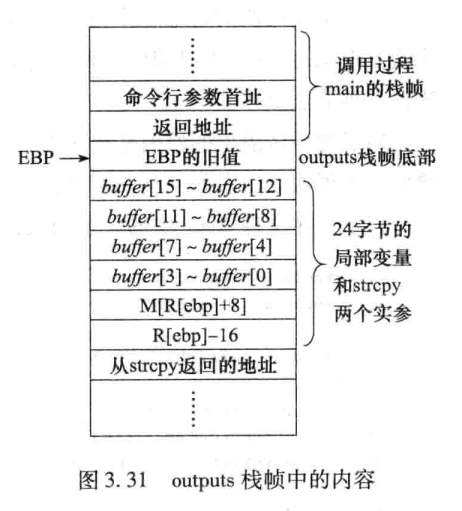 命令行参数首址
返回地址
调用过程
main的栈帧
EBP
EBP的旧值
outputs栈帧底部
buffer[15] ~ buffer[12]
buffer[11] ~ buffer[8]
buffer[7] ~ buffer[4]
buffer[3] ~ buffer[0]
M[R[ebp]+8]
R[ebp]−16
24字节的
局部变量
和strcpy
两个实参
从strcpy返回的地址
图 3.31 outputs 栈帧中的内容